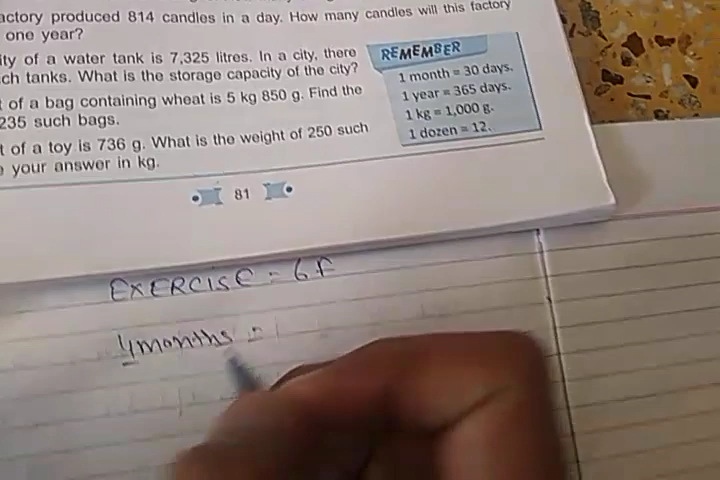 actory produced 814 candles in a day. How many candles will this factory
one year?
ity of a water tank is 7,325 litres. In a city, there
ch tanks. What is the storage capacity of the city?
t of a bag containing wheat is 5 kg 850 g. Find the
235 such bags.
t of a toy is 736 g. What is the weight of 250 such
your answer in kg.
REMEMBER
1 month = 30 days.
1 year = 365 days.
1 kg = 1,000 g.
1 dozen = 12.
81
EXERCISE = 6F
4months =